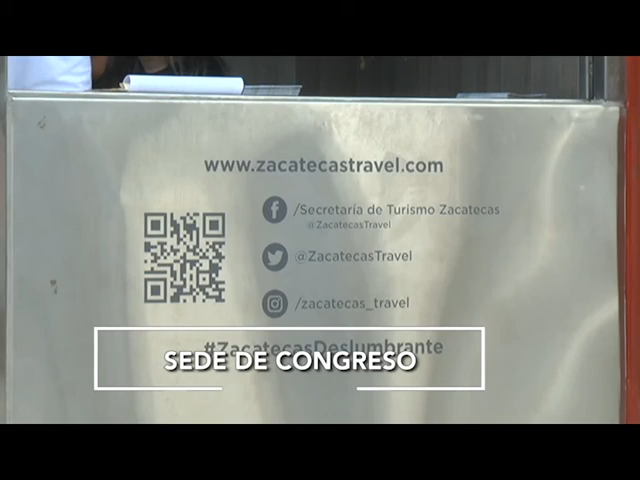 www.zacatecastravel.com
/Secretaría de Turismo Zacatecas
@ZacatecasTravel
@ZacatecasTravel
/zacatecas_travel
#ZacatecasDeslumbrante
SEDE DE CONGRESO